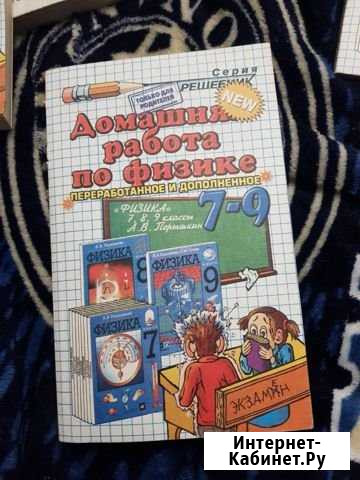 Серия
РЕШЕБНИК
ТОЛЬКО ДЛЯ
РОДИТЕЛЕЙ
NEW
Домашняя
работа
по физике
ПЕРЕРАБОТАННОЕ И ДОПОЛНЕННОЕ
7-9
«ФИЗИКА»
7, 8, 9 классы
А.В. Перышкин
ФИЗИКА
8
ФИЗИКА
9
ФИЗИКА
7
ЭКЗАМЕН
Интернет-
Кабинет.Ру